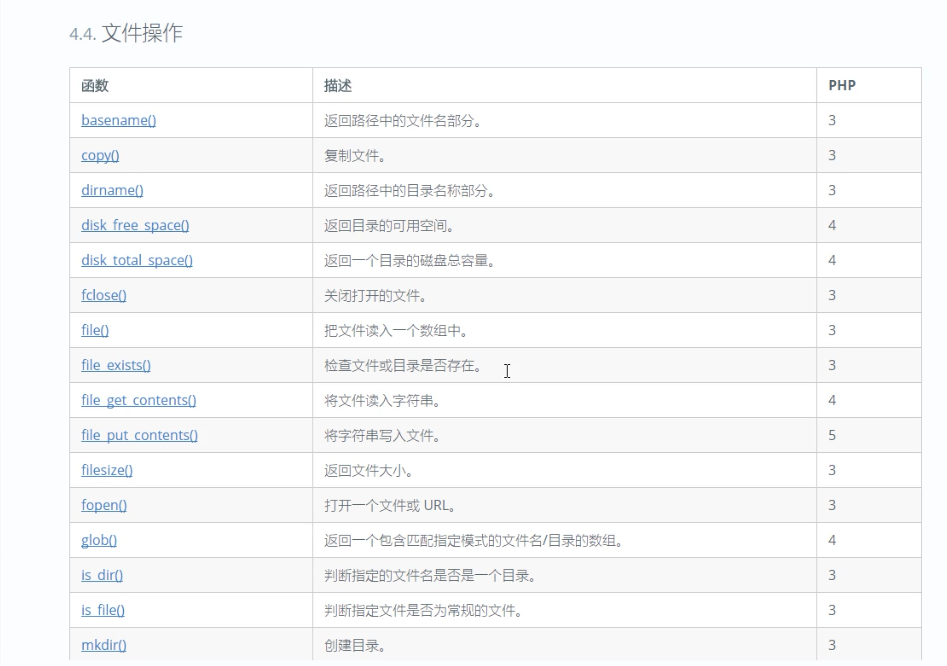 4.4. 文件操作
函数 描述 PHP
basename() 返回路径中的文件名部分。 3
copy() 复制文件。 3
dirname() 返回路径中的目录名称部分。 3
disk_free_space() 返回目录的可用空间。 4
disk_total_space() 返回一个目录的磁盘总容量。 4
fclose() 关闭打开的文件。 3
file() 把文件读入一个数组中。 3
file_exists() 检查文件或目录是否存在。 3
file_get_contents() 将文件读入字符串。 4
file_put_contents() 将字符串写入文件。 5
filesize() 返回文件大小。 3
fopen() 打开一个文件或 URL。 3
glob() 返回一个包含匹配指定模式的文件名/目录的数组。 4
is_dir() 判断指定的文件名是否是一个目录。 3
is_file() 判断指定文件是否为常规的文件。 3
mkdir() 创建目录。 3